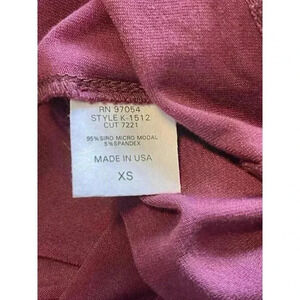 RN 97054
STYLE K-1512
CUT 7221
95% SIRO MICRO MODAL
5% SPANDEX
MADE IN USA
XS